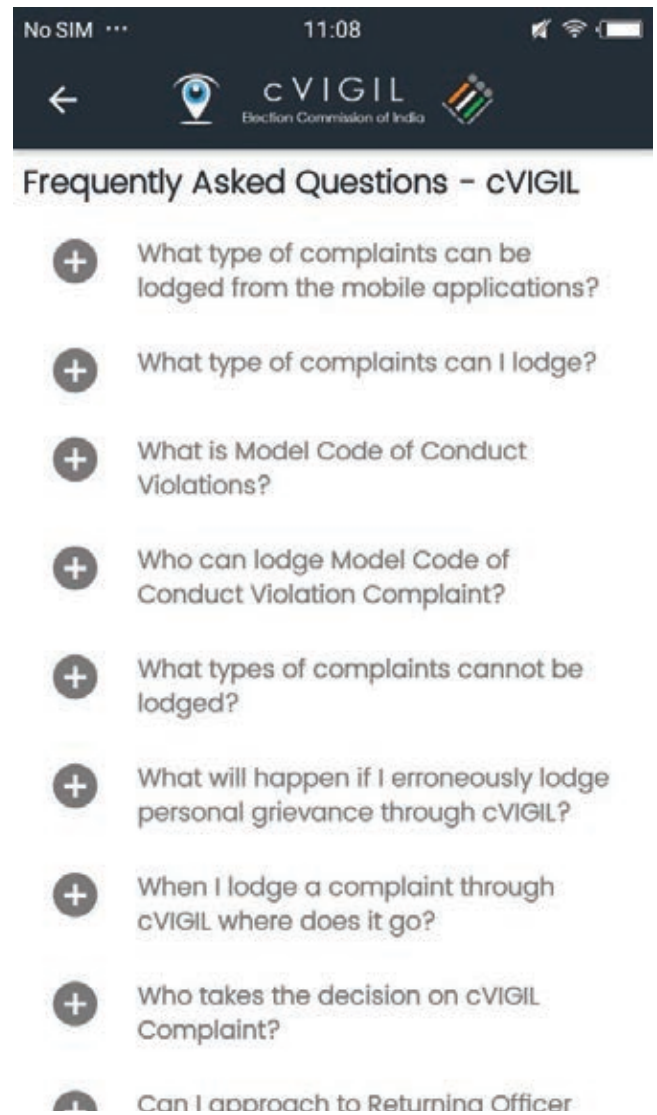 No SIM ···
11:08
cVIGIL
Election Commission of India
Frequently Asked Questions - cVIGIL
What type of complaints can be
lodged from the mobile applications?
What type of complaints can I lodge?
What is Model Code of Conduct
Violations?
Who can lodge Model Code of
Conduct Violation Complaint?
What types of complaints cannot be
lodged?
What will happen if I erroneously lodge
personal grievance through cVIGIL?
When I lodge a complaint through
cVIGIL where does it go?
Who takes the decision on cVIGIL
Complaint?
Can I approach to Returning Officer